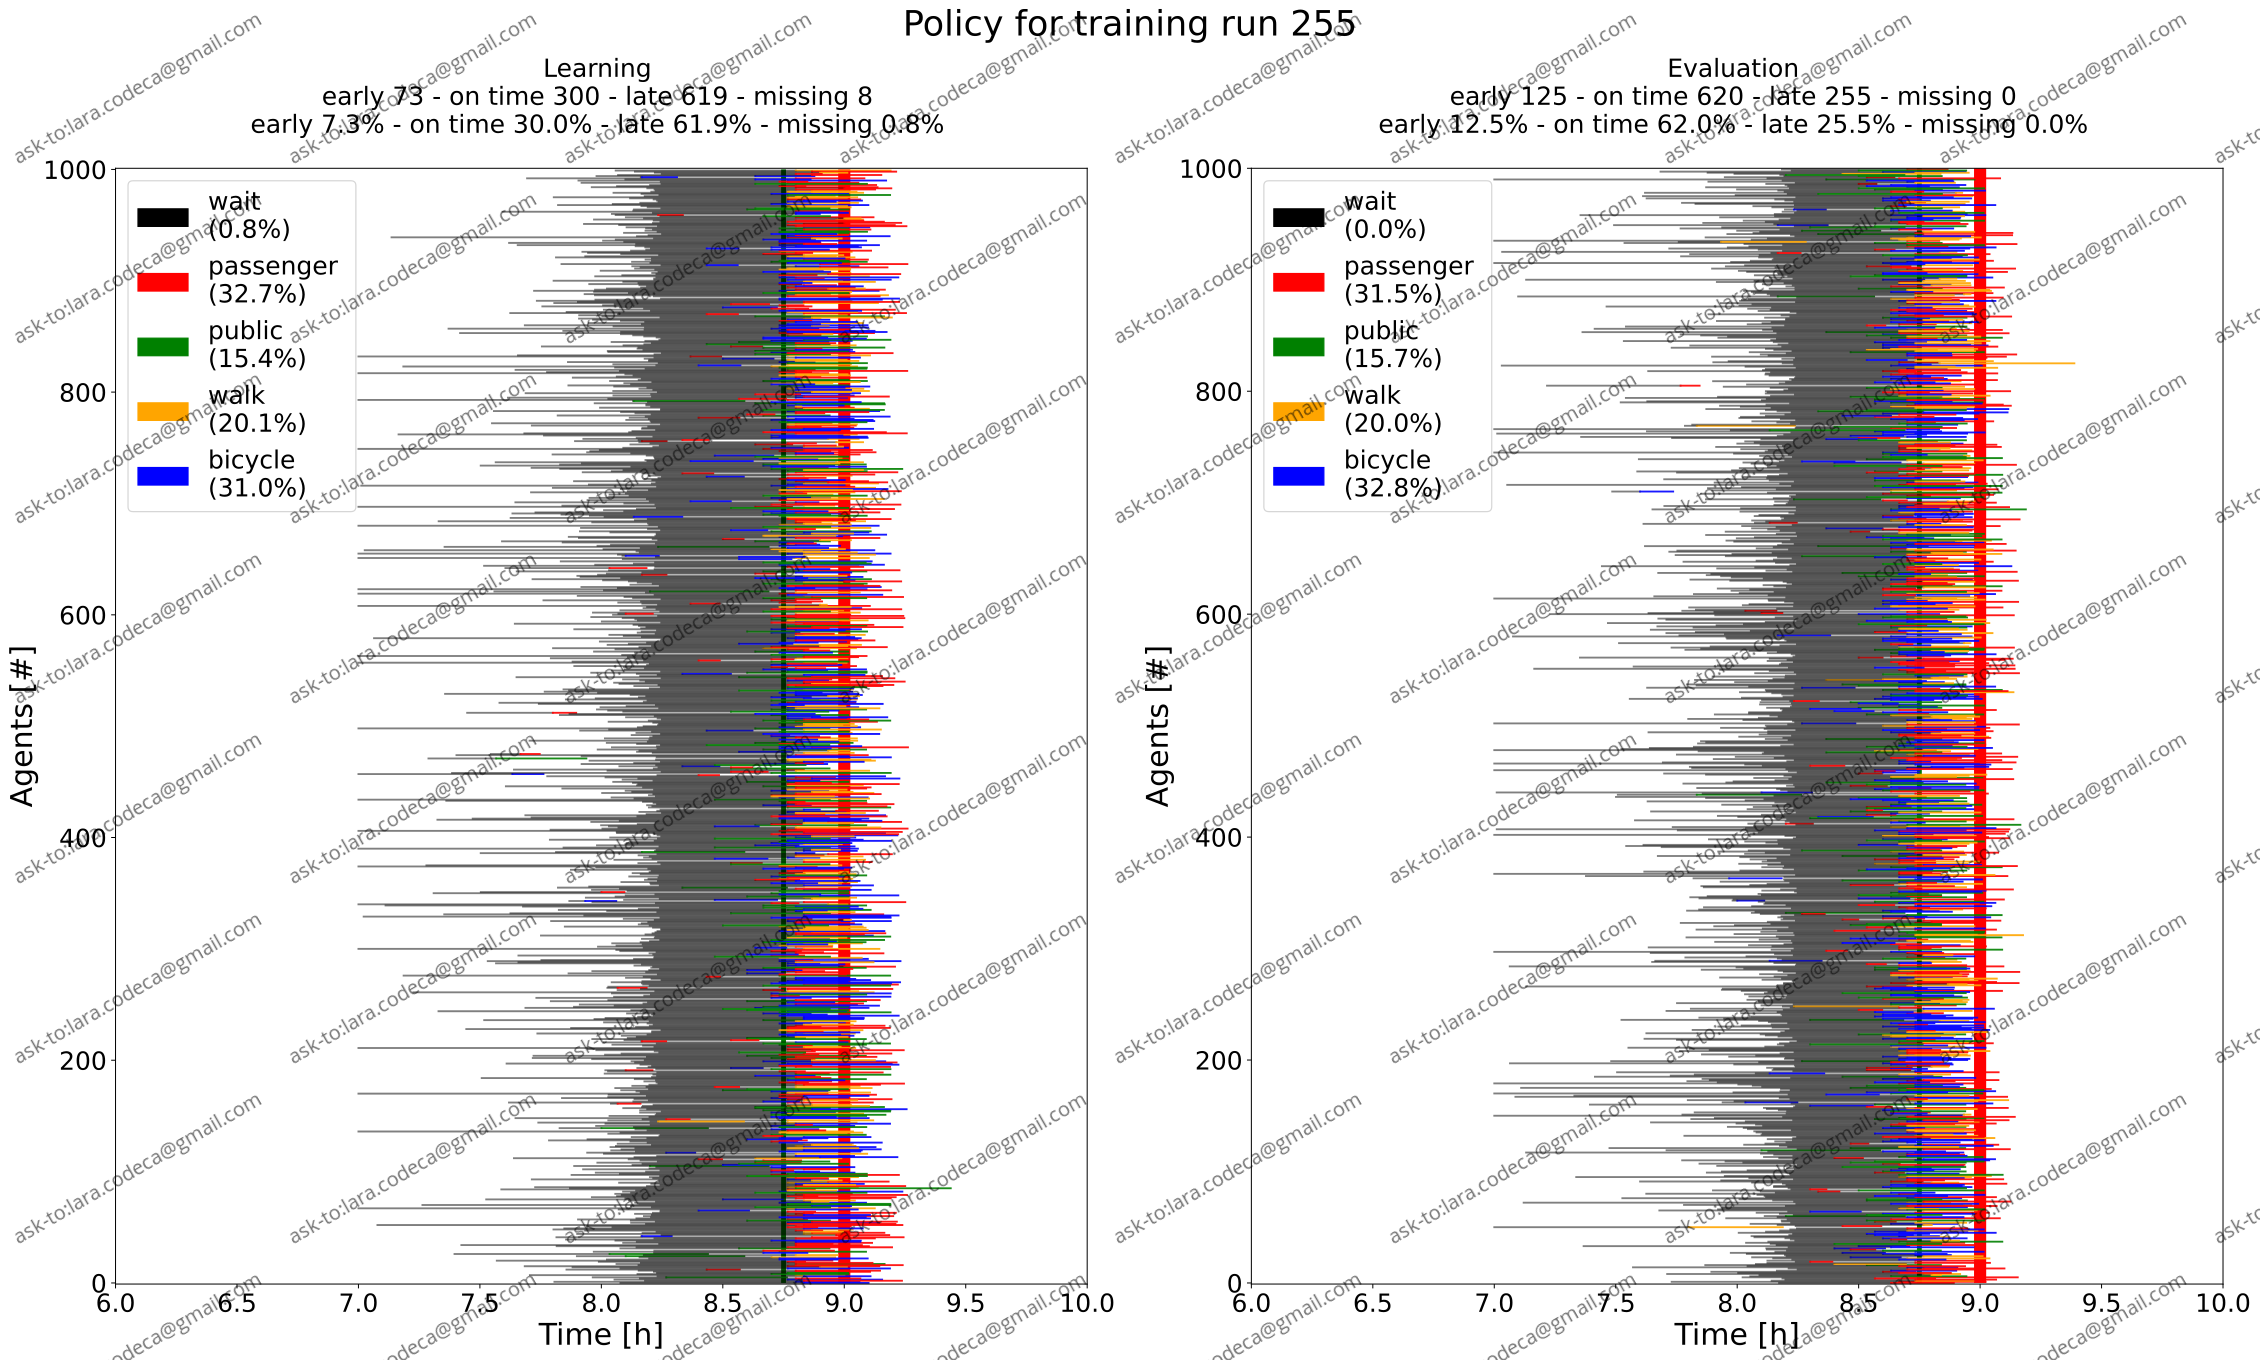 Policy for training run 255
Learning
early 73 - on time 300 - late 619 - missing 8
early 7.3% - on time 30.0% - late 61.9% - missing 0.8%
1000
800
600
400
200
0
Agents [#]
wait
(0.8%)
passenger
(32.7%)
public
(15.4%)
walk
(20.1%)
bicycle
(31.0%)
6.0 6.5 7.0 7.5 8.0 8.5 9.0 9.5 10.0
Time [h]
Evaluation
early 125 - on time 620 - late 255 - missing 0
early 12.5% - on time 62.0% - late 25.5% - missing 0.0%
1000
800
600
400
200
0
Agents [#]
wait
(0.0%)
passenger
(31.5%)
public
(15.7%)
walk
(20.0%)
bicycle
(32.8%)
6.0 6.5 7.0 7.5 8.0 8.5 9.0 9.5 10.0
Time [h]
ask-to:lara.codeca@gmail.com